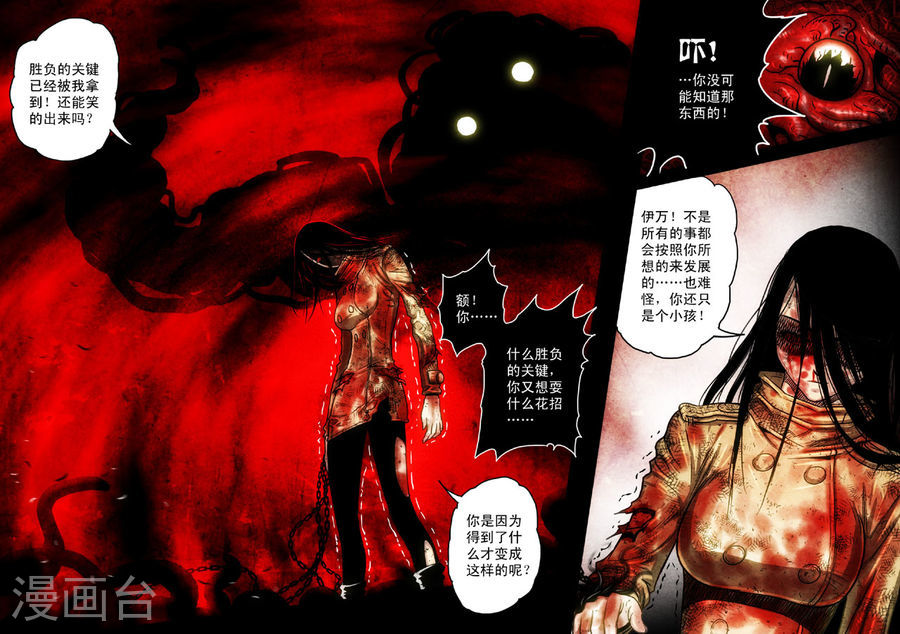 胜负的关键
已经被我拿
到！还能笑
的出来吗？
额！
你……
什么胜负
的关键，
你又想耍
什么花招
……
你是因为
得到了什
么才变成
这样的呢？
吓！
…你没可
能知道那
东西的！
伊万！不是
所有的事都
会按照你所
想的来发展
的……也难
怪，你还只
是个小孩！
漫画台